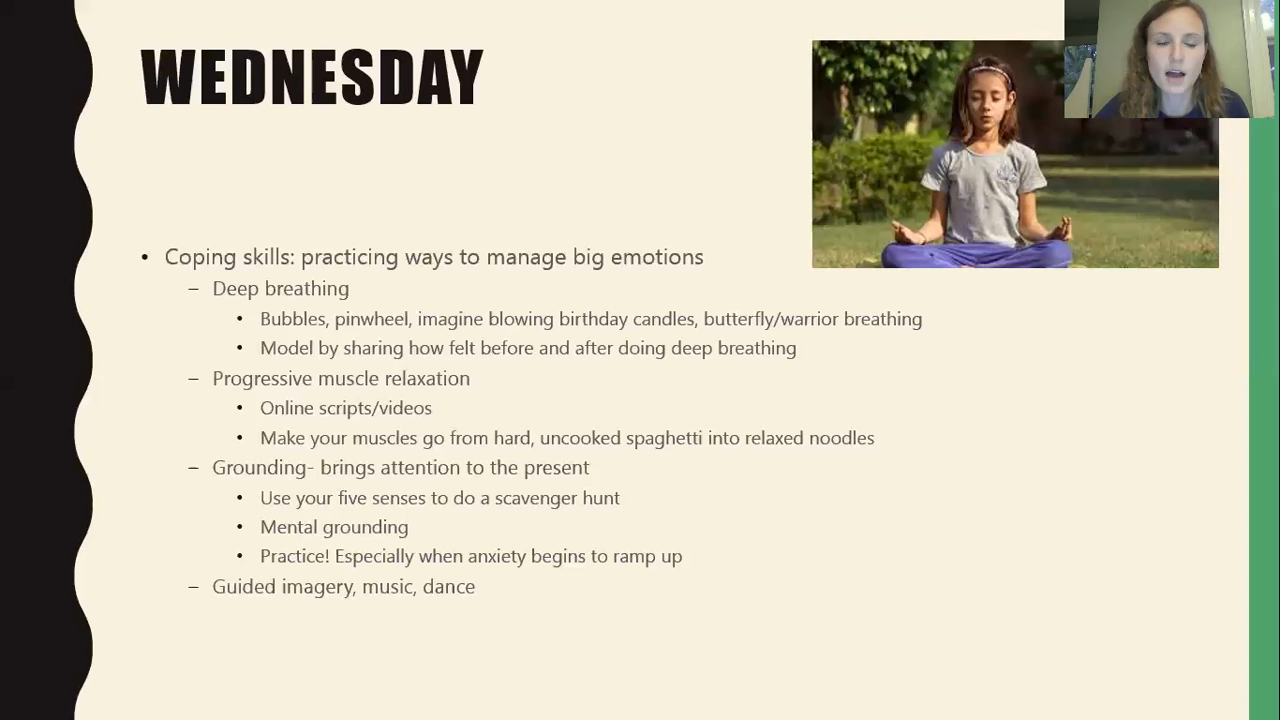 WEDNESDAY
• Coping skills: practicing ways to manage big emotions
– Deep breathing
• Bubbles, pinwheel, imagine blowing birthday candles, butterfly/warrior breathing
• Model by sharing how felt before and after doing deep breathing
– Progressive muscle relaxation
• Online scripts/videos
• Make your muscles go from hard, uncooked spaghetti into relaxed noodles
– Grounding- brings attention to the present
• Use your five senses to do a scavenger hunt
• Mental grounding
• Practice! Especially when anxiety begins to ramp up
– Guided imagery, music, dance